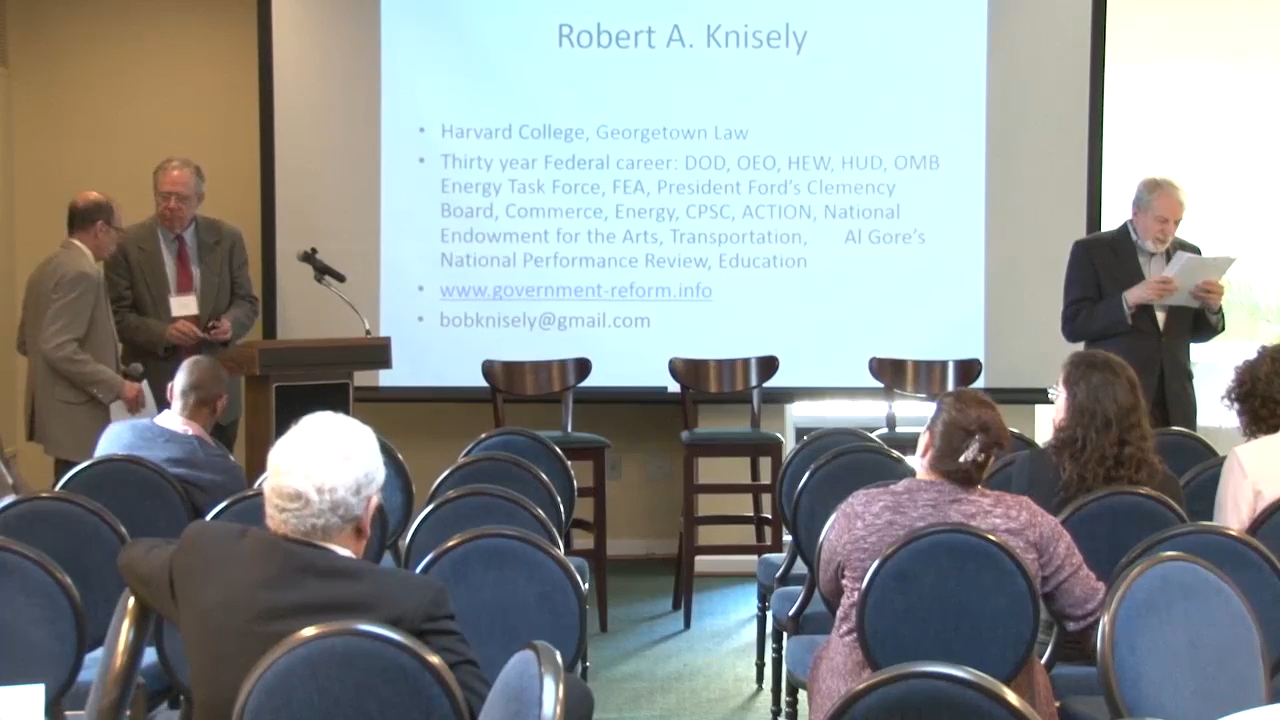 Robert A. Knisely
• Harvard College, Georgetown Law
• Thirty year Federal career: DOD, OEO, HEW, HUD, OMB
Energy Task Force, FEA, President Ford's Clemency
Board, Commerce, Energy, CPSC, ACTION, National
Endowment for the Arts, Transportation, Al Gore's
National Performance Review, Education
• www.government-reform.info
• bobknisely@gmail.com